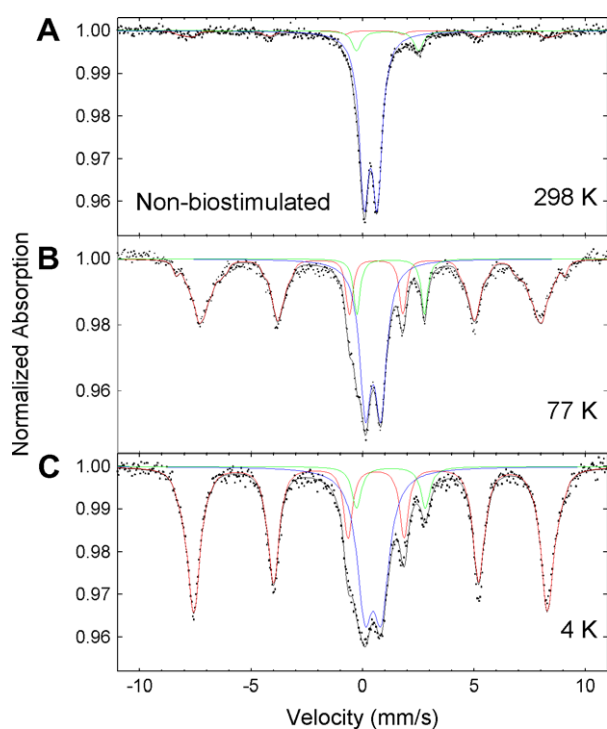 A
1.00
0.99
0.97
0.96
Non-biostimulated
298 K
B
1.00
0.98
0.96
77 K
Normalized Absorption
C
1.00
0.99
0.98
0.97
0.96
4 K
-10 -5 0 5 10
Velocity (mm/s)